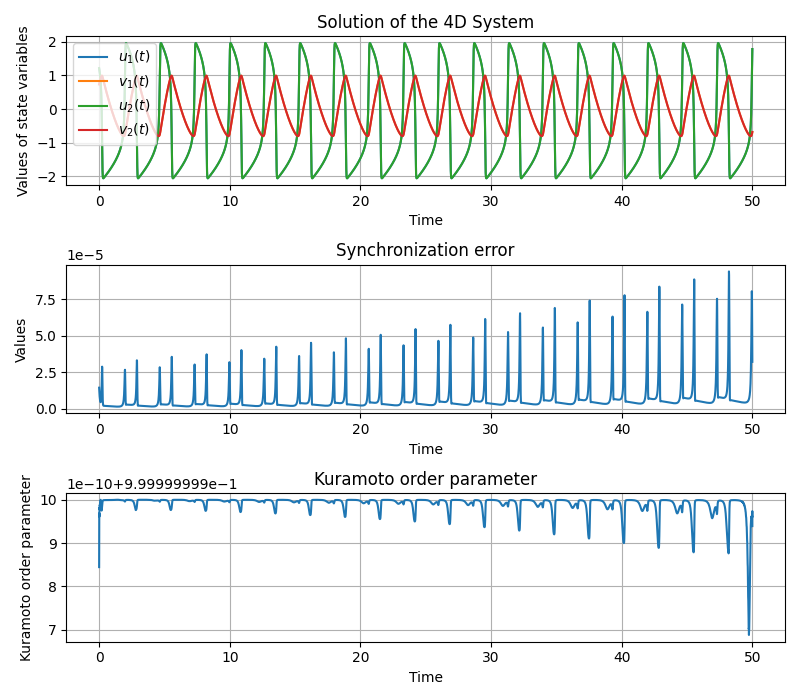 Solution of the 4D System
Values of state variables
2
1
0
−1
−2
u₁(t)
v₁(t)
u₂(t)
v₂(t)
0 10 20 30 40 50
Time
Synchronization error
1e−5
Values
7.5
5.0
2.5
0.0
0 10 20 30 40 50
Time
Kuramoto order parameter
1e−10+9.99999999e−1
Kuramoto order parameter
10
9
8
7
0 10 20 30 40 50
Time